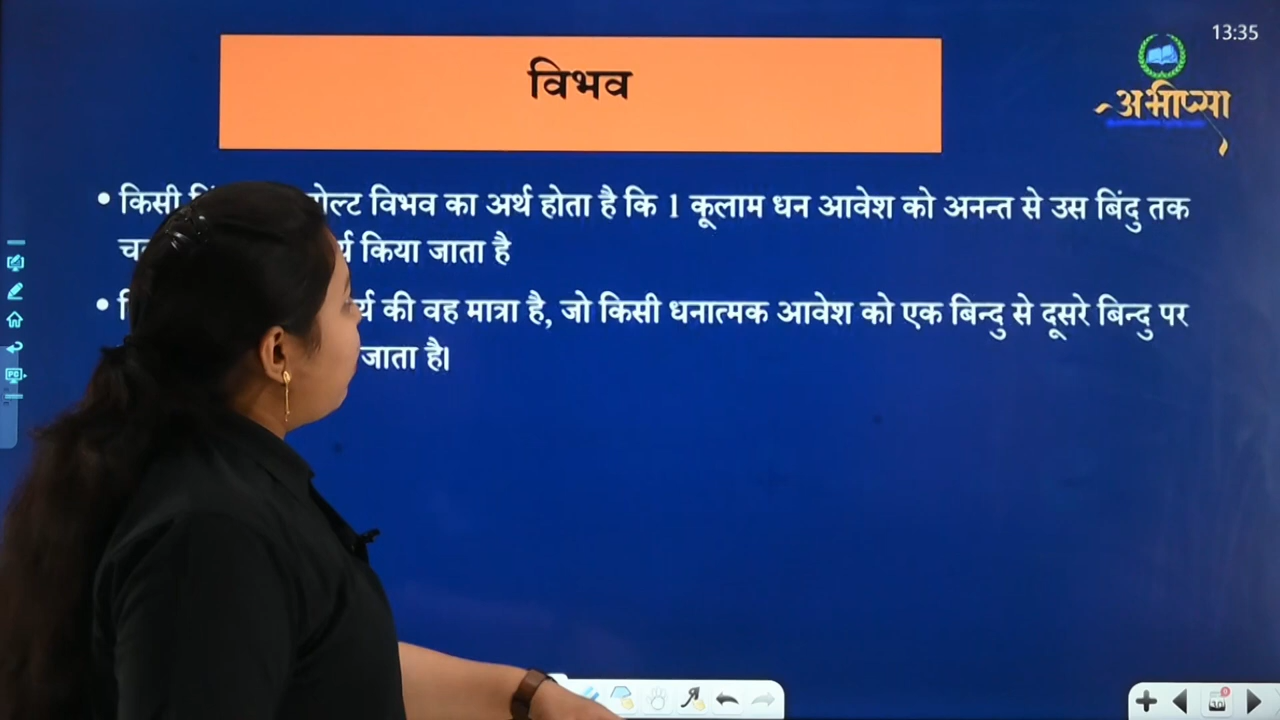 13:35
विभव
अभीप्सा
• किसी विभव का अर्थ होता है कि 1 कूलाम धन आवेश को अनन्त से उस बिंदु तक
किया जाता है
• की वह मात्रा है, जो किसी धनात्मक आवेश को एक बिन्दु से दूसरे बिन्दु पर
जाता है।